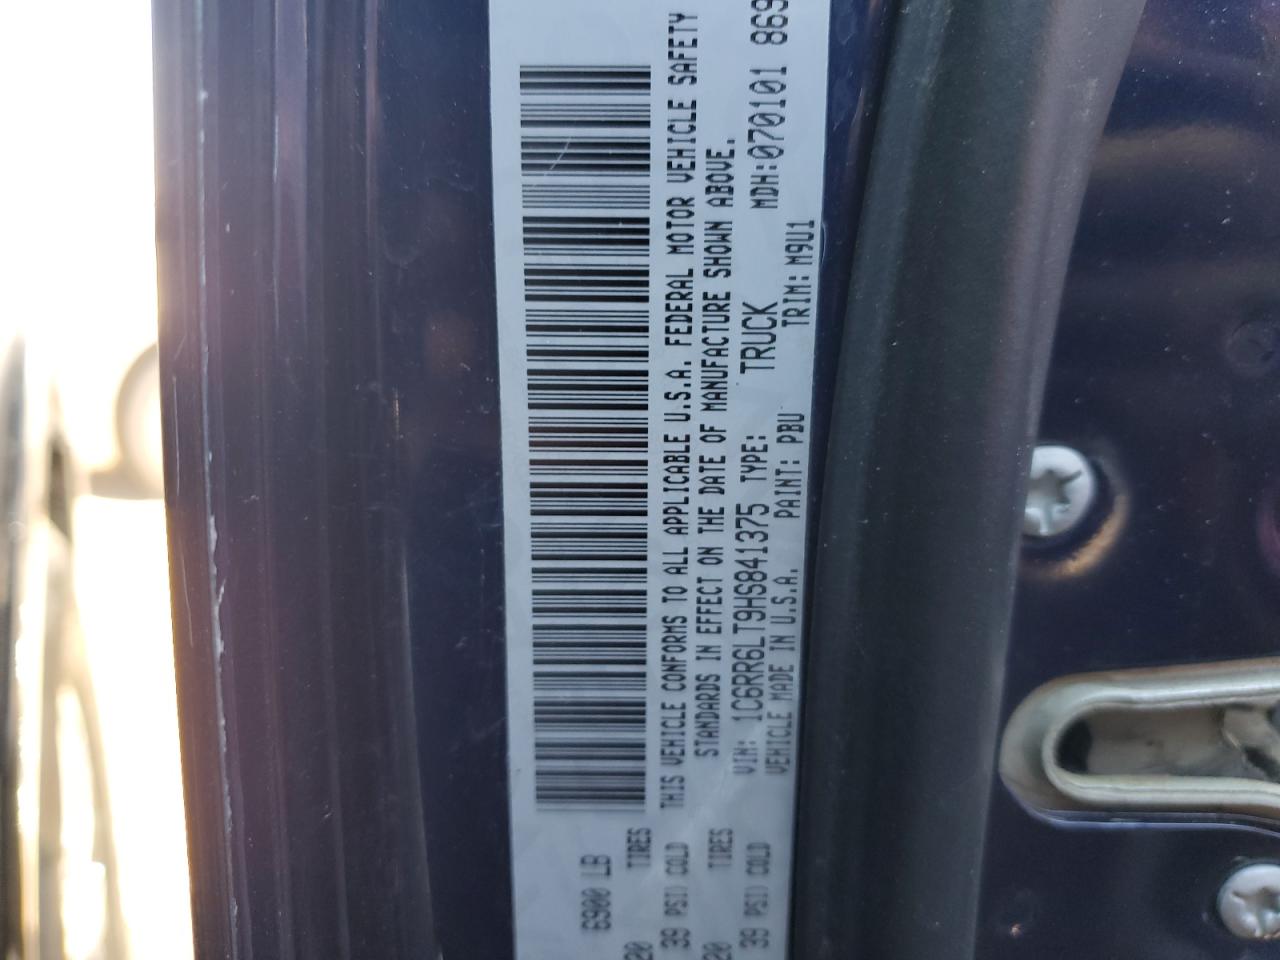 6900 LB
20 TIRES
39 PSI) COLD
20 TIRES
39 PSI) COLD
THIS VEHICLE CONFORMS TO ALL APPLICABLE U.S.A. FEDERAL MOTOR VEHICLE SAFETY
STANDARDS IN EFFECT ON THE DATE OF MANUFACTURE SHOWN ABOVE.
VIN: 1C6RR6LT9HS841375 TYPE: TRUCK MDH:070101 869
VEHICLE MADE IN U.S.A. PAINT: PBU TRIM: M9U1